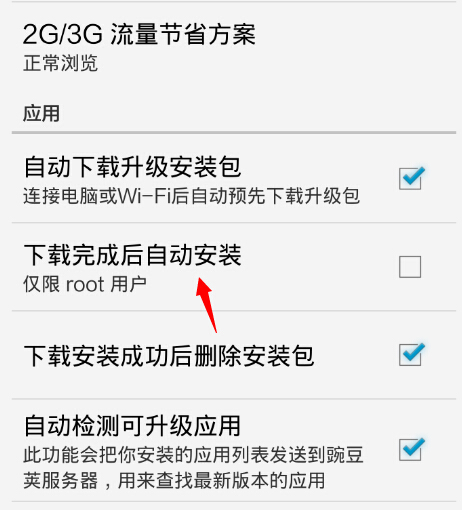 2G/3G 流量节省方案
正常浏览
应用
自动下载升级安装包
连接电脑或Wi-Fi后自动预先下载升级包
下载完成后自动安装
仅限 root 用户
下载安装成功后删除安装包
自动检测可升级应用
此功能会把你安装的应用列表发送到豌豆
荚服务器，用来查找最新版本的应用